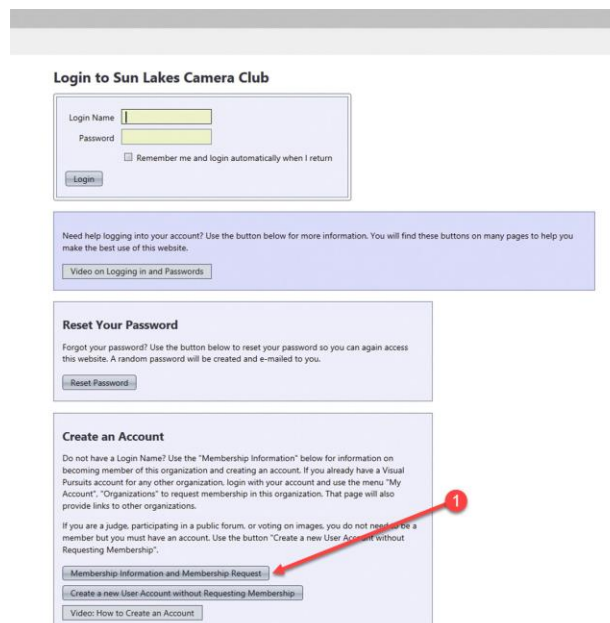 Login to Sun Lakes Camera Club
Login Name
Password
Remember me and login automatically when I return
Login
Need help logging into your account? Use the button below for more information. You will find these buttons on many pages to help you
make the best use of this website.
Video on Logging in and Passwords
Reset Your Password
Forgot your password? Use the button below to reset your password so you can again access
this website. A random password will be created and e-mailed to you.
Reset Password
Create an Account
Do not have a Login Name? Use the "Membership Information" below for information on
becoming member of this organization and creating an account. If you already have a Visual
Pursuits account for any other organization, login with your account and use the menu "My
Account", "Organizations" to request membership in this organization. That page will also
provide links to other organizations.
1
If you are a judge, participating in a public forum, or voting on images, you do not need to be a
member but you must have an account. Use the button "Create a new User Account without
Requesting Membership".
Membership Information and Membership Request
Create a new User Account without Requesting Membership
Video: How to Create an Account